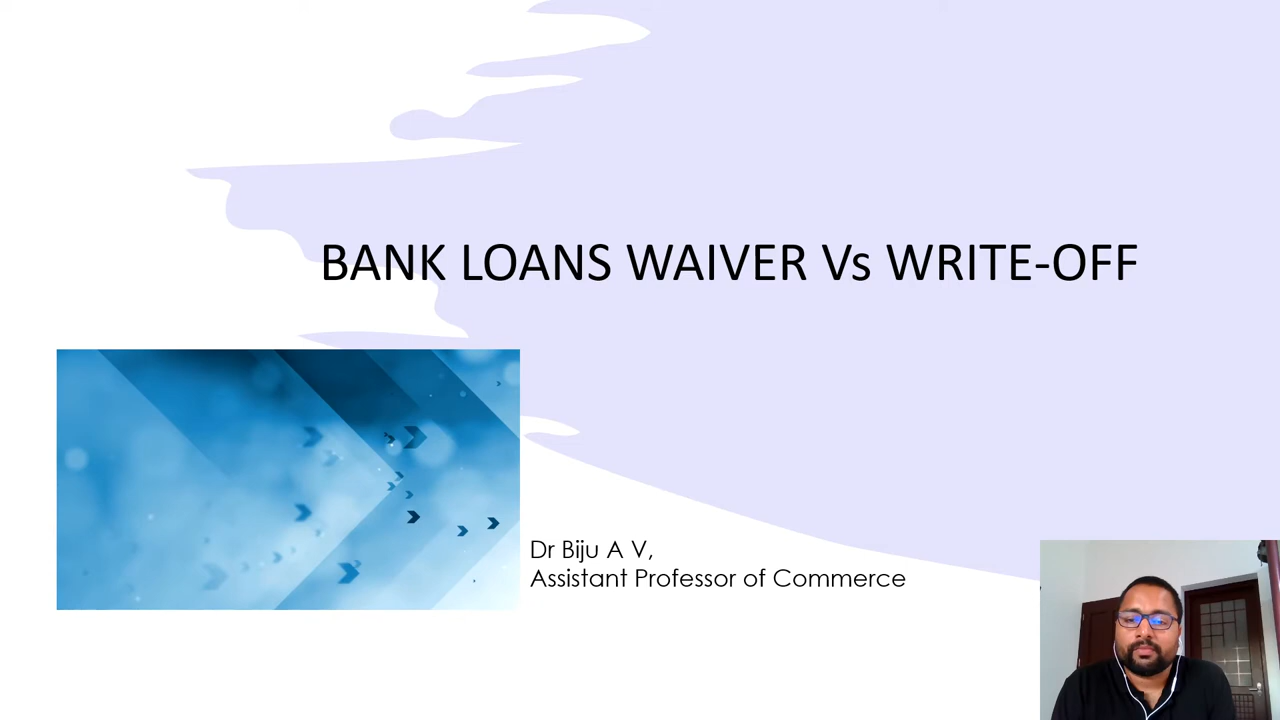 BANK LOANS WAIVER Vs WRITE-OFF
Dr Biju A V,
Assistant Professor of Commerce